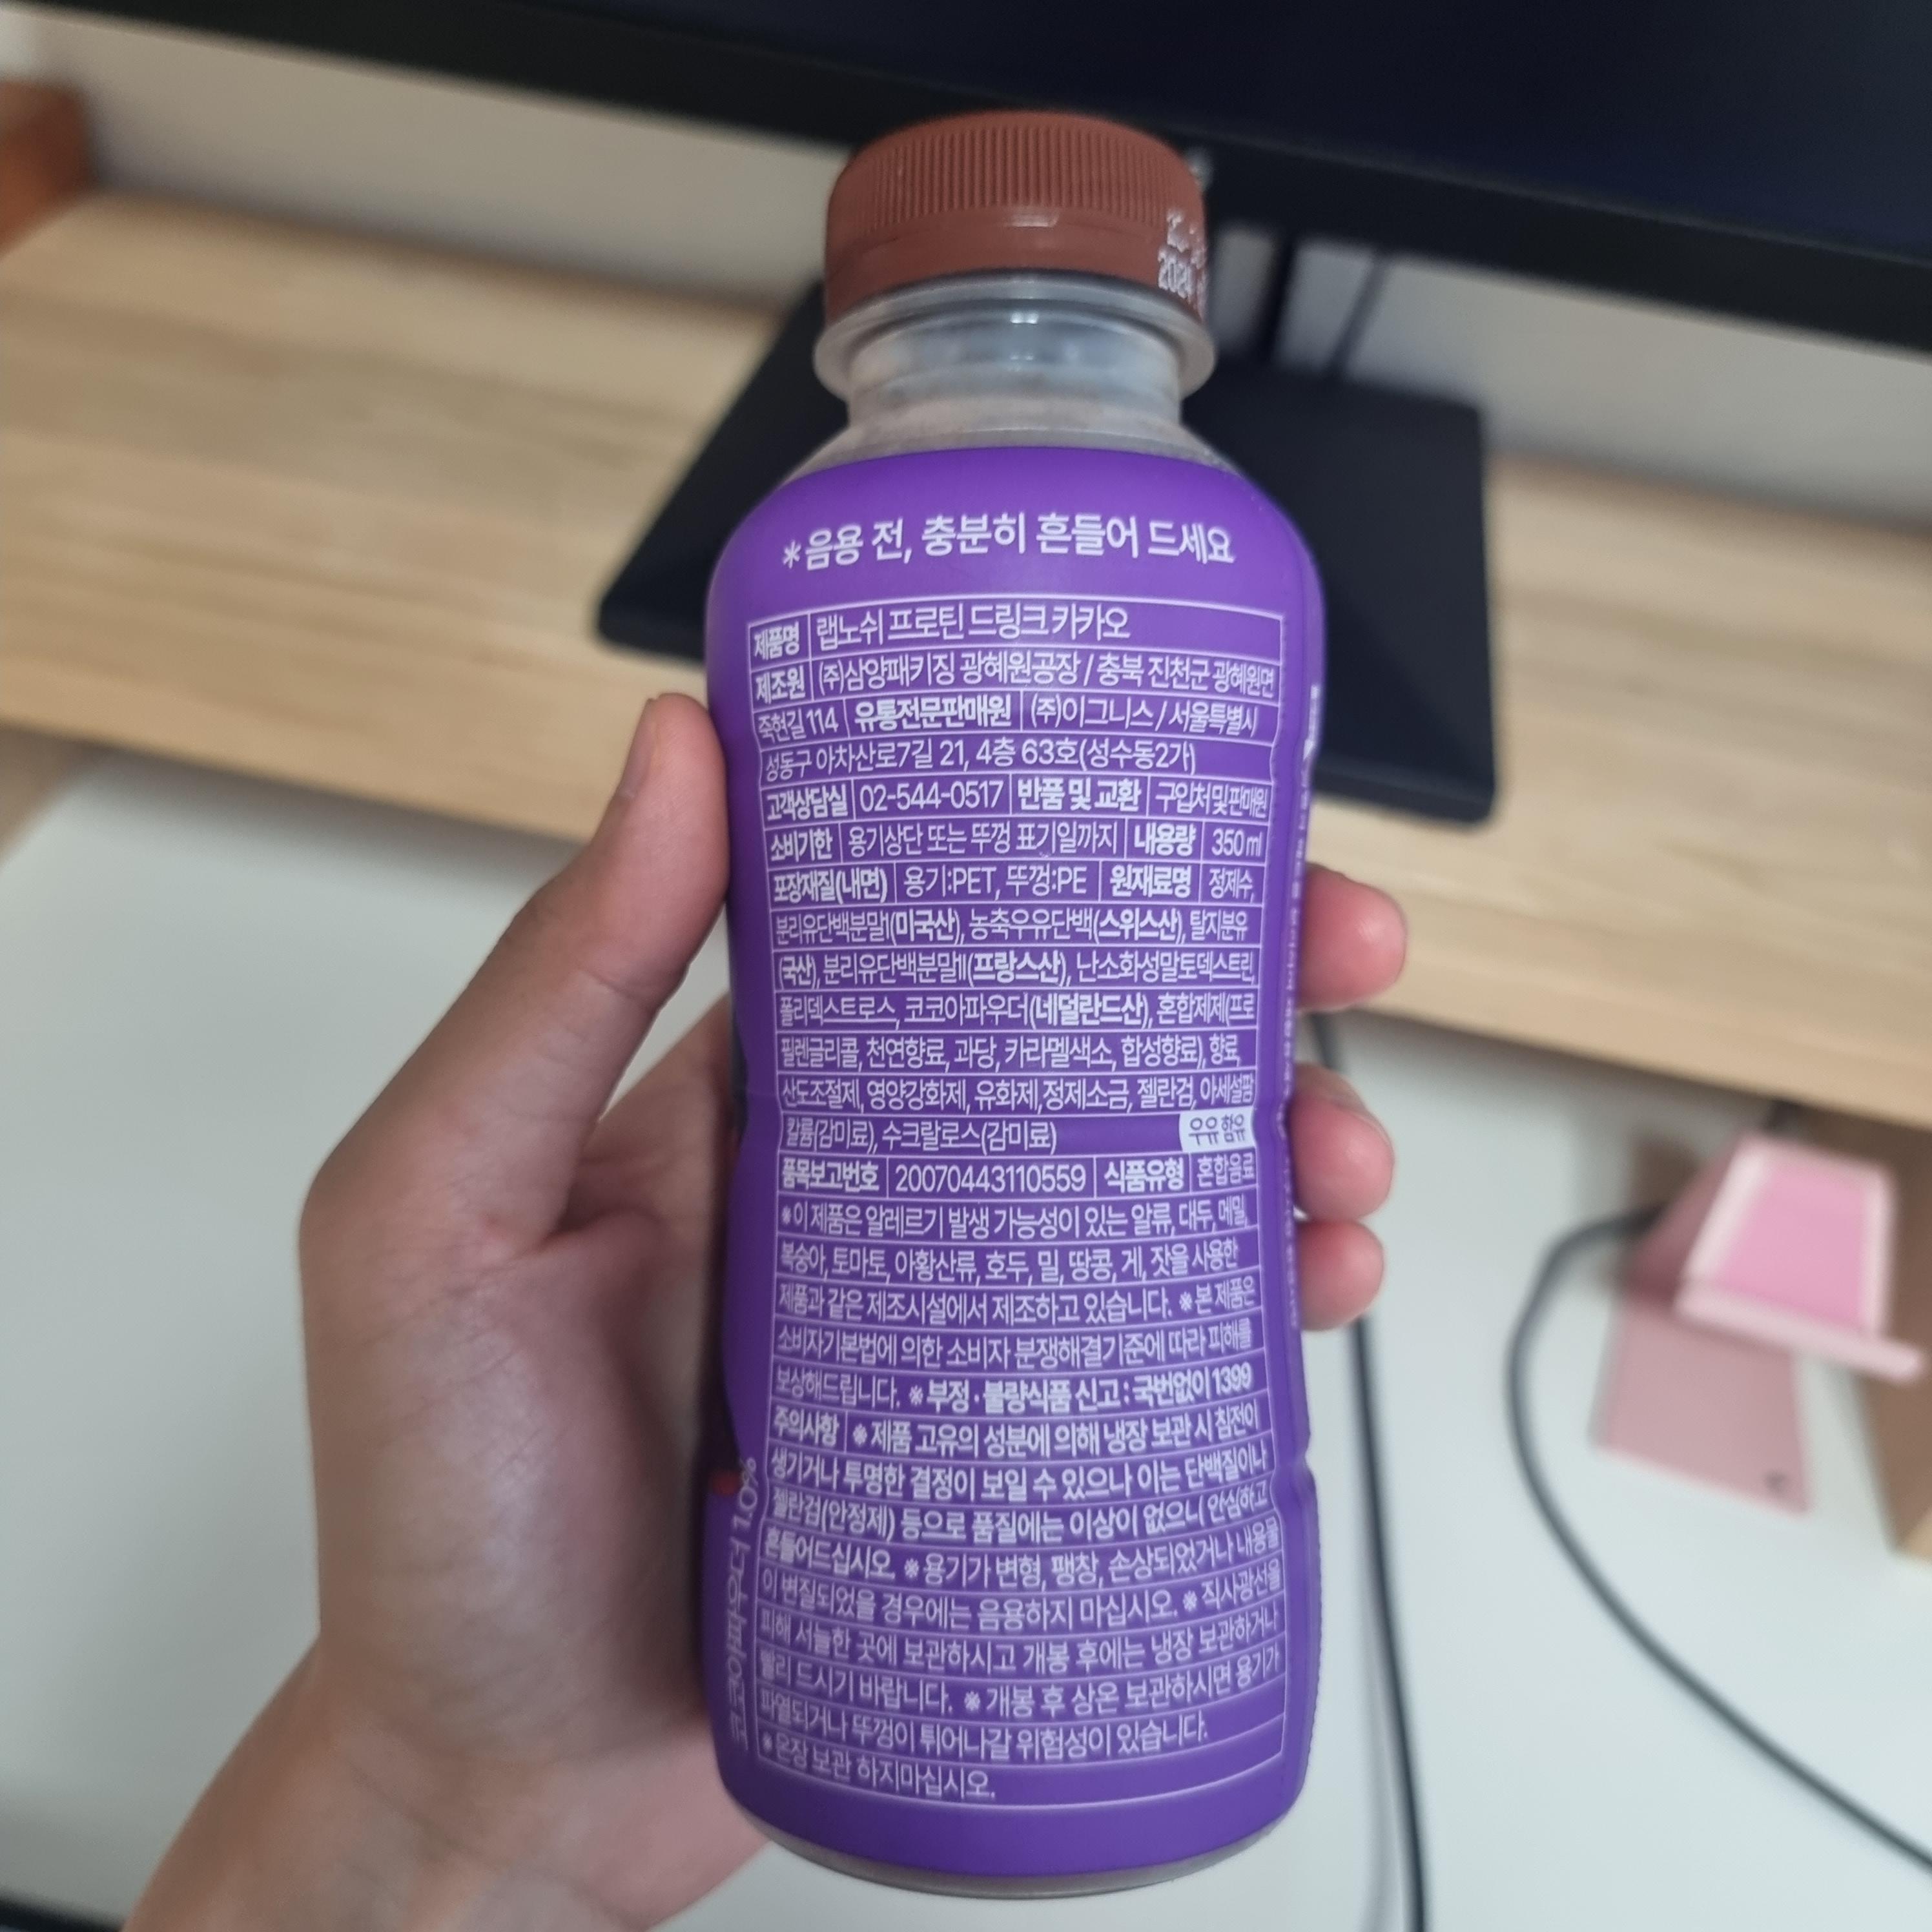 2024
*음용 전, 충분히 흔들어 드세요
제품명 랩노쉬 프로틴 드링크 카카오
제조원 (주)삼양패키징 광혜원공장 / 충북 진천군 광혜원면
죽현길 114 유통전문판매원 (주)이그니스 / 서울특별시
성동구 아차산로7길 21, 4층 63호(성수동2가)
고객상담실 02-544-0517 반품 및 교환 구입처 및 판매원
소비기한 용기상단 또는 뚜껑 표기일까지 내용량 350 ml
포장재질(내면) 용기:PET, 뚜껑:PE 원재료명 정제수,
분리유단백분말I(미국산), 농축우유단백(스위스산), 탈지분유
(국산), 분리유단백분말II(프랑스산), 난소화성말토덱스트린,
폴리덱스트로스, 코코아파우더(네덜란드산), 혼합제제(프로
필렌글리콜, 천연향료, 과당, 카라멜색소, 합성향료), 향료,
산도조절제, 영양강화제, 유화제,정제소금, 젤란검, 아세설팜
칼륨(감미료), 수크랄로스(감미료) 우유 함유
품목보고번호 20070443110559 식품유형 혼합음료
※이 제품은 알레르기 발생 가능성이 있는 알류, 대두, 메밀,
복숭아, 토마토, 아황산류, 호두, 밀, 땅콩, 게, 잣을 사용한
제품과 같은 제조시설에서 제조하고 있습니다. ※본 제품은
소비자기본법에 의한 소비자 분쟁해결기준에 따라 피해를
보상해드립니다. ※부정·불량식품 신고 : 국번없이 1399
주의사항 ※제품 고유의 성분에 의해 냉장 보관 시 침전이
생기거나 투명한 결정이 보일 수 있으나 이는 단백질이나
젤란검(안정제) 등으로 품질에는 이상이 없으니 안심하고
흔들어드십시오. ※용기가 변형, 팽창, 손상되었거나 내용물
이 변질되었을 경우에는 음용하지 마십시오. ※직사광선을
피해 서늘한 곳에 보관하시고 개봉 후에는 냉장 보관하거나
빨리 드시기 바랍니다. ※개봉 후 상온 보관하시면 용기가
파열되거나 뚜껑이 튀어나갈 위험성이 있습니다.
※온장 보관 하지마십시오.
코코아파우더 1.0%